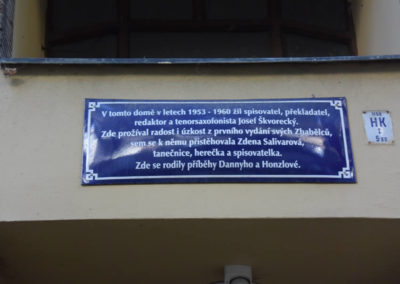 V tomto domě v letech 1953 - 1960 žil spisovatel, překladatel,
redaktor a tenorsaxofonista Josef Škvorecký.
Zde prožíval radost i úzkost z prvního vydání svých Zbabělců,
sem se k němu přistěhovala Zdena Salivarová,
tanečnice, herečka a spisovatelka.
Zde se rodily příběhy Dannyho a Honzlové.
HK